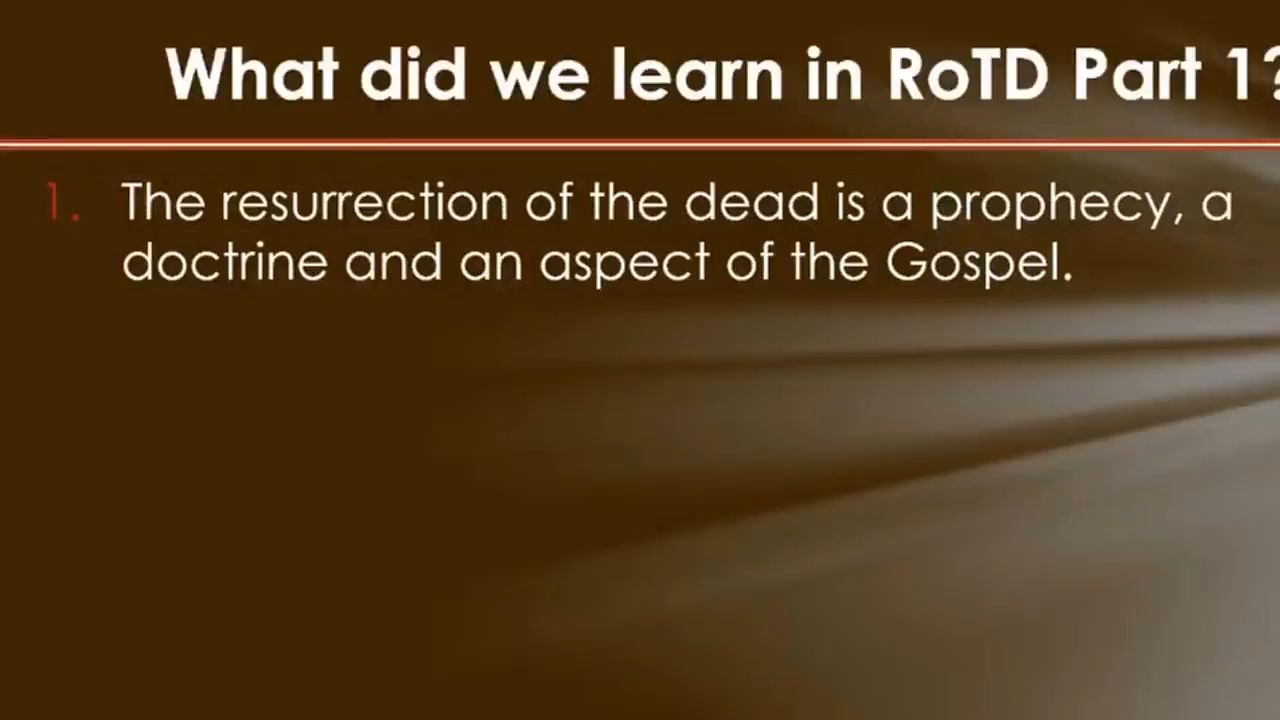 What did we learn in RoTD Part 1?
1. The resurrection of the dead is a prophecy, a
doctrine and an aspect of the Gospel.